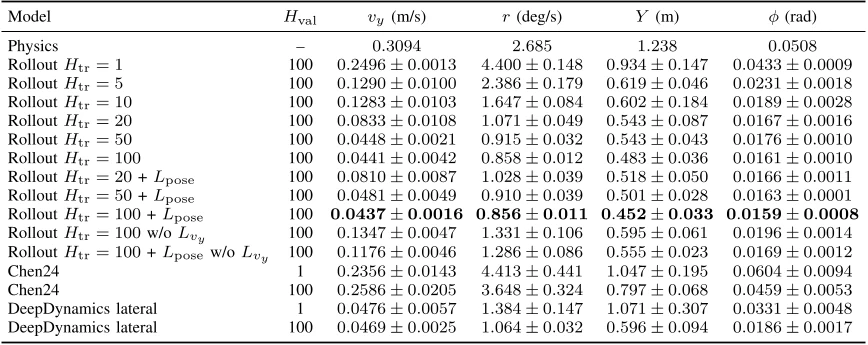 Model H_val v_y (m/s) r (deg/s) Y (m) ϕ (rad)
Physics – 0.3094 2.685 1.238 0.0508
Rollout H_tr = 1 100 0.2496 ± 0.0013 4.400 ± 0.148 0.934 ± 0.147 0.0433 ± 0.0009
Rollout H_tr = 5 100 0.1290 ± 0.0100 2.386 ± 0.179 0.619 ± 0.046 0.0231 ± 0.0018
Rollout H_tr = 10 100 0.1283 ± 0.0103 1.647 ± 0.084 0.602 ± 0.184 0.0189 ± 0.0028
Rollout H_tr = 20 100 0.0833 ± 0.0108 1.071 ± 0.049 0.543 ± 0.087 0.0167 ± 0.0016
Rollout H_tr = 50 100 0.0448 ± 0.0021 0.915 ± 0.032 0.543 ± 0.043 0.0176 ± 0.0010
Rollout H_tr = 100 100 0.0441 ± 0.0042 0.858 ± 0.012 0.483 ± 0.036 0.0161 ± 0.0010
Rollout H_tr = 20 + L_pose 100 0.0810 ± 0.0087 1.028 ± 0.039 0.518 ± 0.050 0.0166 ± 0.0011
Rollout H_tr = 50 + L_pose 100 0.0481 ± 0.0049 0.910 ± 0.039 0.501 ± 0.028 0.0163 ± 0.0001
Rollout H_tr = 100 + L_pose 100 0.0437 ± 0.0016 0.856 ± 0.011 0.452 ± 0.033 0.0159 ± 0.0008
Rollout H_tr = 100 w/o L_v_y 100 0.1347 ± 0.0047 1.331 ± 0.106 0.595 ± 0.061 0.0196 ± 0.0014
Rollout H_tr = 100 + L_pose w/o L_v_y 100 0.1176 ± 0.0046 1.286 ± 0.086 0.555 ± 0.023 0.0169 ± 0.0012
Chen24 1 0.2356 ± 0.0143 4.413 ± 0.441 1.047 ± 0.195 0.0604 ± 0.0094
Chen24 100 0.2586 ± 0.0205 3.648 ± 0.324 0.797 ± 0.068 0.0459 ± 0.0053
DeepDynamics lateral 1 0.0476 ± 0.0057 1.384 ± 0.147 1.071 ± 0.307 0.0331 ± 0.0048
DeepDynamics lateral 100 0.0469 ± 0.0025 1.064 ± 0.032 0.596 ± 0.094 0.0186 ± 0.0017